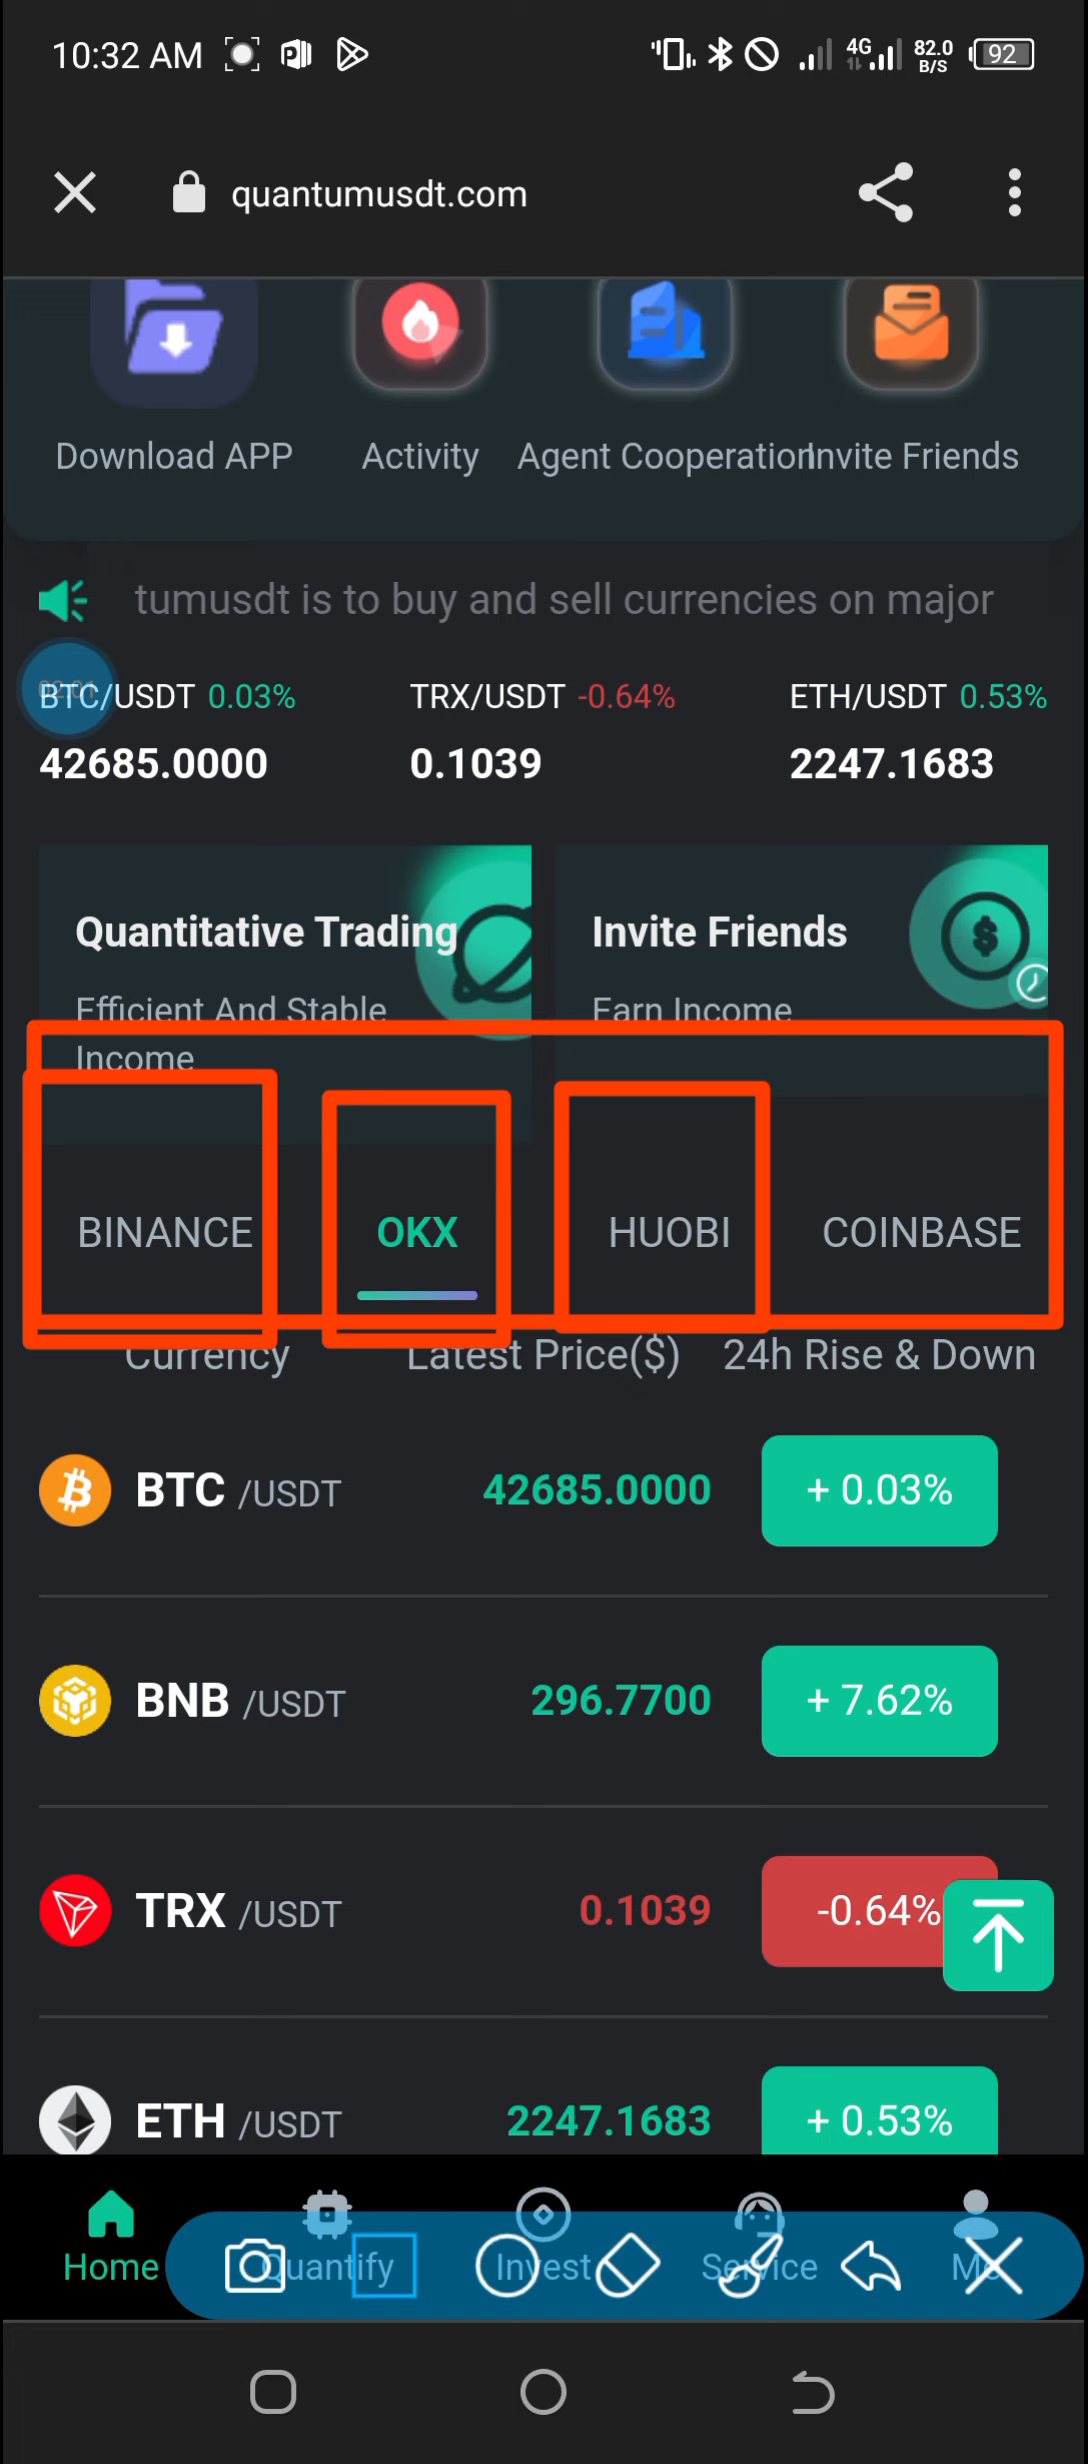 10:32 AM
4G
82.0
B/S
92
quantumusdt.com
Download APP
Activity
Agent Cooperation
Invite Friends
tumusdt is to buy and sell currencies on major
BTC/USDT 0.03%
TRX/USDT -0.64%
ETH/USDT 0.53%
42685.0000
0.1039
2247.1683
Quantitative Trading
Efficient And Stable
Income
Invite Friends
Earn Income
BINANCE
OKX
HUOBI
COINBASE
Currency
Latest Price($)
24h Rise & Down
BTC /USDT
42685.0000
+ 0.03%
BNB /USDT
296.7700
+ 7.62%
TRX /USDT
0.1039
-0.64%
ETH /USDT
2247.1683
+ 0.53%
Home
Quantify
Invest
Service
Me